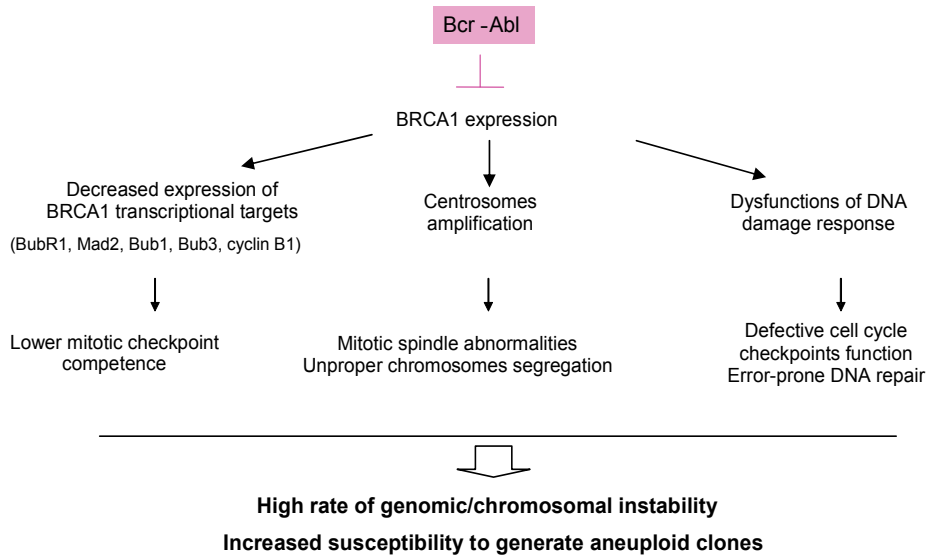 Bcr -Abl
BRCA1 expression
Decreased expression of
BRCA1 transcriptional targets
(BubR1, Mad2, Bub1, Bub3, cyclin B1)
Centrosomes
amplification
Dysfunctions of DNA
damage response
Lower mitotic checkpoint
competence
Mitotic spindle abnormalities
Unproper chromosomes segregation
Defective cell cycle
checkpoints function
Error-prone DNA repair
High rate of genomic/chromosomal instability
Increased susceptibility to generate aneuploid clones